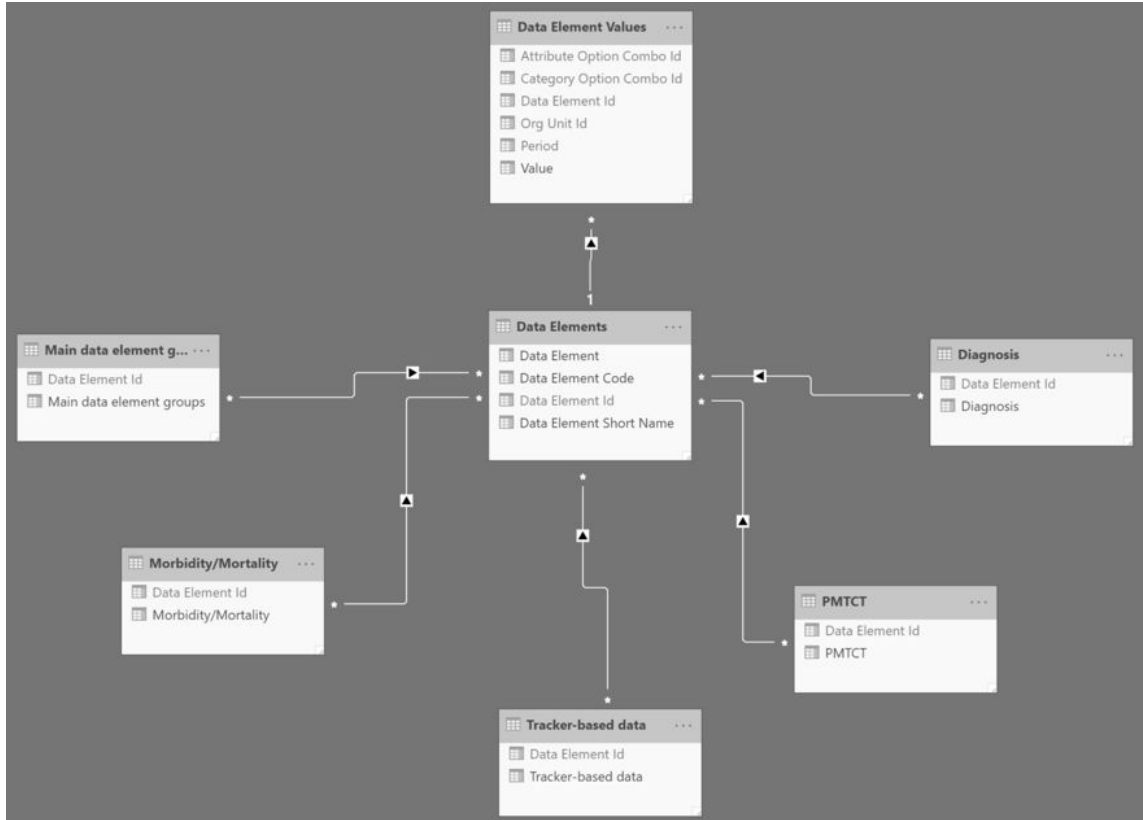 Data Element Values ...
Attribute Option Combo Id
Category Option Combo Id
Data Element Id
Org Unit Id
Period
Value
*
1
Data Elements ...
Data Element
Data Element Code
Data Element Id
Data Element Short Name
*
*
*
*
*
Main data element g... ...
Data Element Id
Main data element groups
*
Diagnosis ...
Data Element Id
Diagnosis
*
Morbidity/Mortality ...
Data Element Id
Morbidity/Mortality
*
PMTCT ...
Data Element Id
PMTCT
*
*
Tracker-based data ...
Data Element Id
Tracker-based data